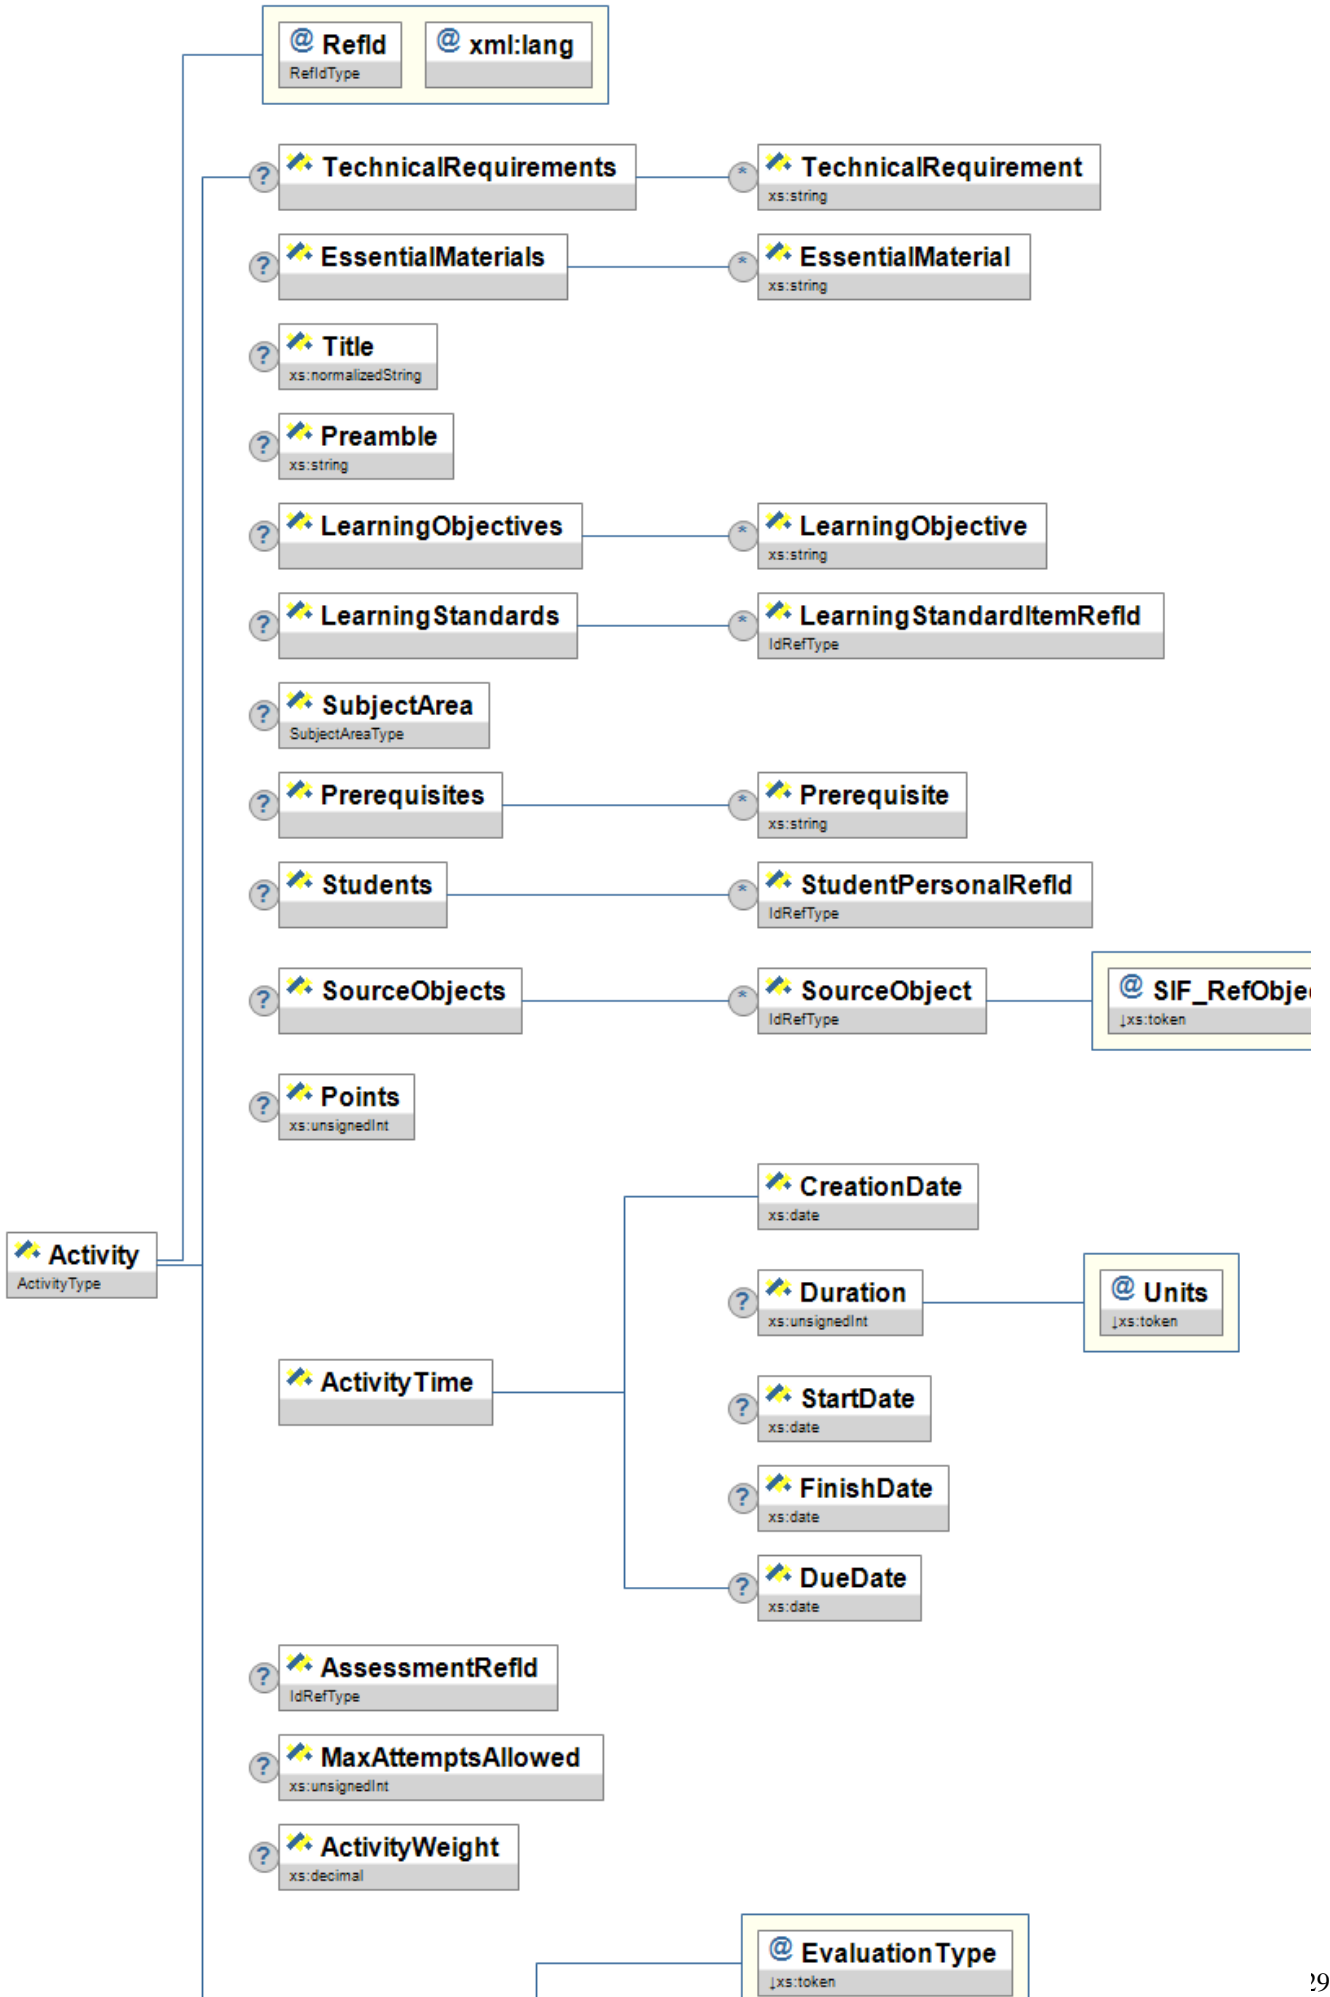 @ RefId @ xml:lang
RefIdType
? TechnicalRequirements * TechnicalRequirement
xs:string
? EssentialMaterials * EssentialMaterial
xs:string
? Title
xs:normalizedString
? Preamble
xs:string
? LearningObjectives * LearningObjective
xs:string
? LearningStandards * LearningStandardItemRefId
IdRefType
? SubjectArea
SubjectAreaType
? Prerequisites * Prerequisite
xs:string
? Students * StudentPersonalRefId
IdRefType
? SourceObjects * SourceObject @ SIF_RefObje
IdRefType ↓xs:token
? Points
xs:unsignedInt
CreationDate
xs:date
Activity
ActivityType
? Duration @ Units
xs:unsignedInt ↓xs:token
ActivityTime
? StartDate
xs:date
? FinishDate
xs:date
? DueDate
xs:date
? AssessmentRefId
IdRefType
? MaxAttemptsAllowed
xs:unsignedInt
? ActivityWeight
xs:decimal
@ EvaluationType
↓xs:token
29